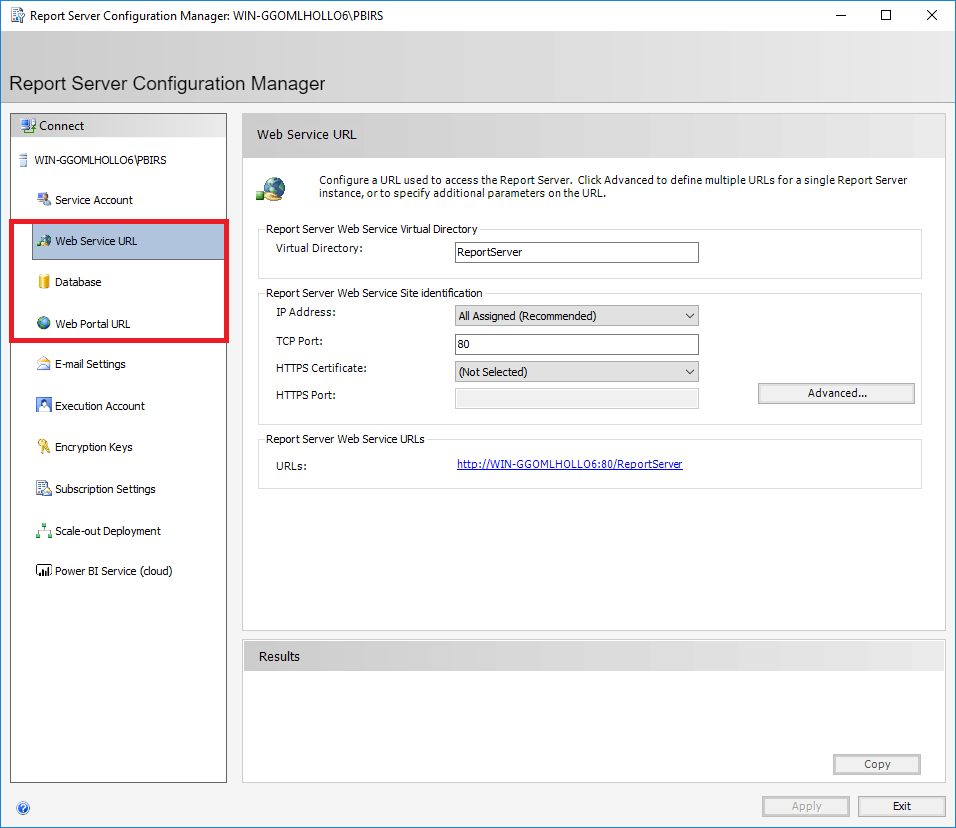 Report Server Configuration Manager: WIN-GGOMLHOLLO6\PBIRS
Report Server Configuration Manager
Connect
WIN-GGOMLHOLLO6\PBIRS
Service Account
Web Service URL
Database
Web Portal URL
E-mail Settings
Execution Account
Encryption Keys
Subscription Settings
Scale-out Deployment
Power BI Service (cloud)
Web Service URL
Configure a URL used to access the Report Server. Click Advanced to define multiple URLs for a single Report Server
instance, or to specify additional parameters on the URL.
Report Server Web Service Virtual Directory
Virtual Directory: ReportServer
Report Server Web Service Site identification
IP Address: All Assigned (Recommended)
TCP Port: 80
HTTPS Certificate: (Not Selected)
HTTPS Port:
Advanced...
Report Server Web Service URLs
URLs: http://WIN-GGOMLHOLLO6:80/ReportServer
Results
Copy
Apply Exit